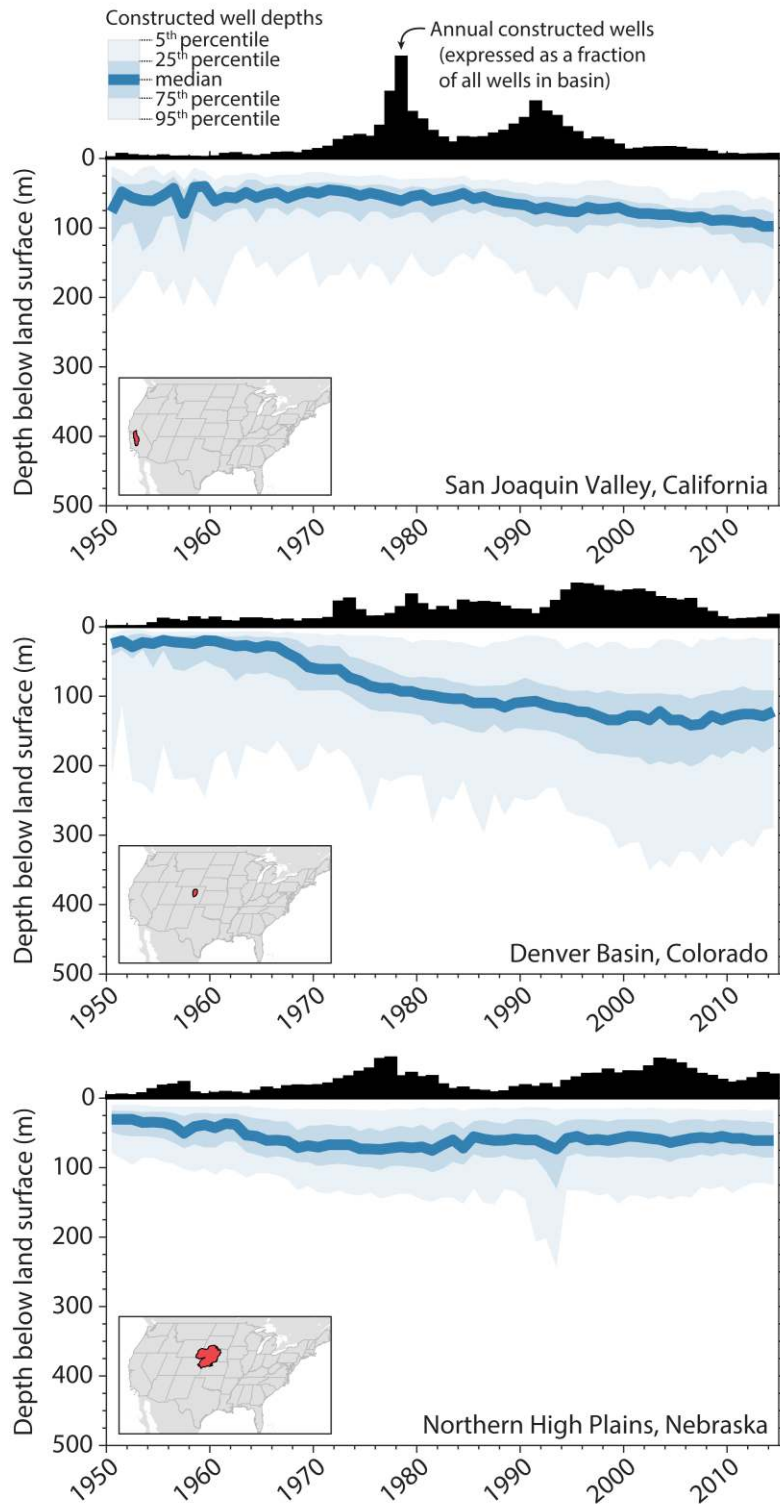 Constructed well depths
5th percentile
25th percentile
median
75th percentile
95th percentile
Annual constructed wells
(expressed as a fraction
of all wells in basin)
Depth below land surface (m)
0
100
200
300
400
500
San Joaquin Valley, California
1950
1960
1970
1980
1990
2000
2010
Depth below land surface (m)
0
100
200
300
400
500
Denver Basin, Colorado
1950
1960
1970
1980
1990
2000
2010
Depth below land surface (m)
0
100
200
300
400
500
Northern High Plains, Nebraska
1950
1960
1970
1980
1990
2000
2010